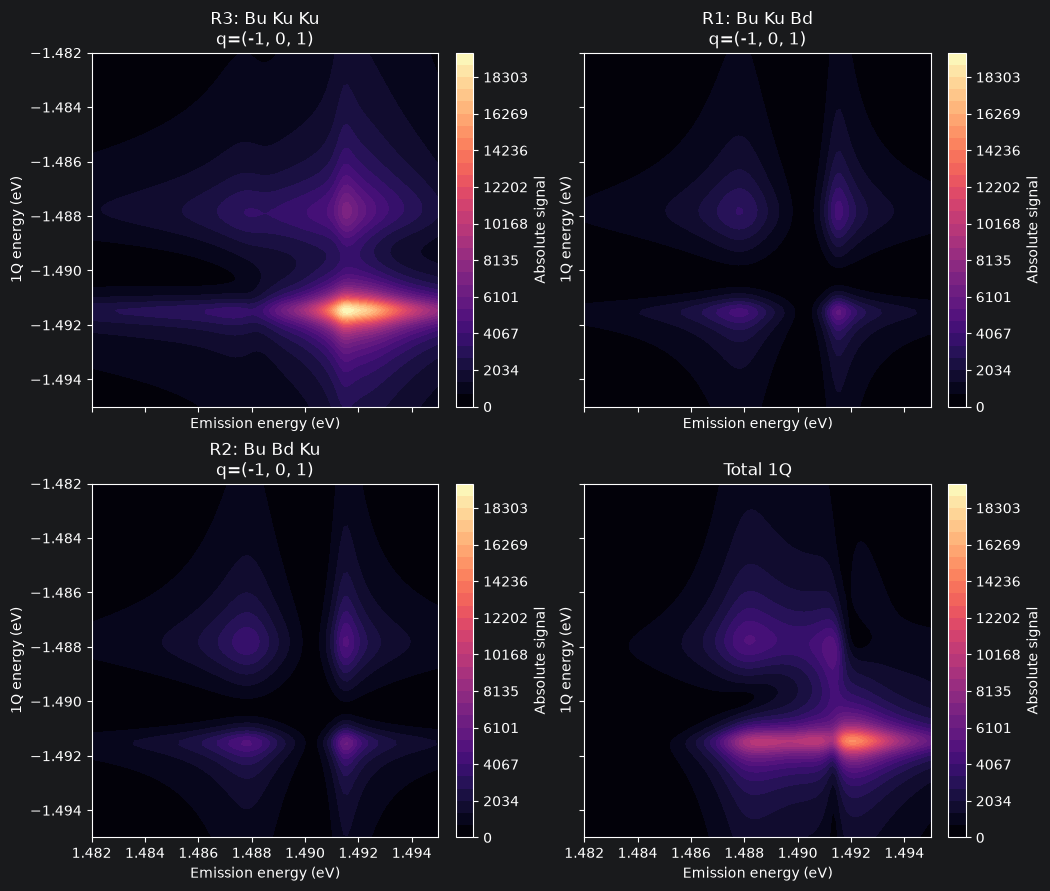 R3: Bu Ku Ku
q=(-1, 0, 1)
−1.482
−1.484
−1.486
−1.488
−1.490
−1.492
−1.494
1Q energy (eV)
Emission energy (eV)
18303
16269
14236
12202
10168
8135
6101
4067
2034
0
Absolute signal
R1: Bu Ku Bd
q=(-1, 0, 1)
1Q energy (eV)
Emission energy (eV)
18303
16269
14236
12202
10168
8135
6101
4067
2034
0
Absolute signal
R2: Bu Bd Ku
q=(-1, 0, 1)
−1.482
−1.484
−1.486
−1.488
−1.490
−1.492
−1.494
1Q energy (eV)
1.482 1.484 1.486 1.488 1.490 1.492 1.494
Emission energy (eV)
18303
16269
14236
12202
10168
8135
6101
4067
2034
0
Absolute signal
Total 1Q
1Q energy (eV)
1.482 1.484 1.486 1.488 1.490 1.492 1.494
Emission energy (eV)
18303
16269
14236
12202
10168
8135
6101
4067
2034
0
Absolute signal